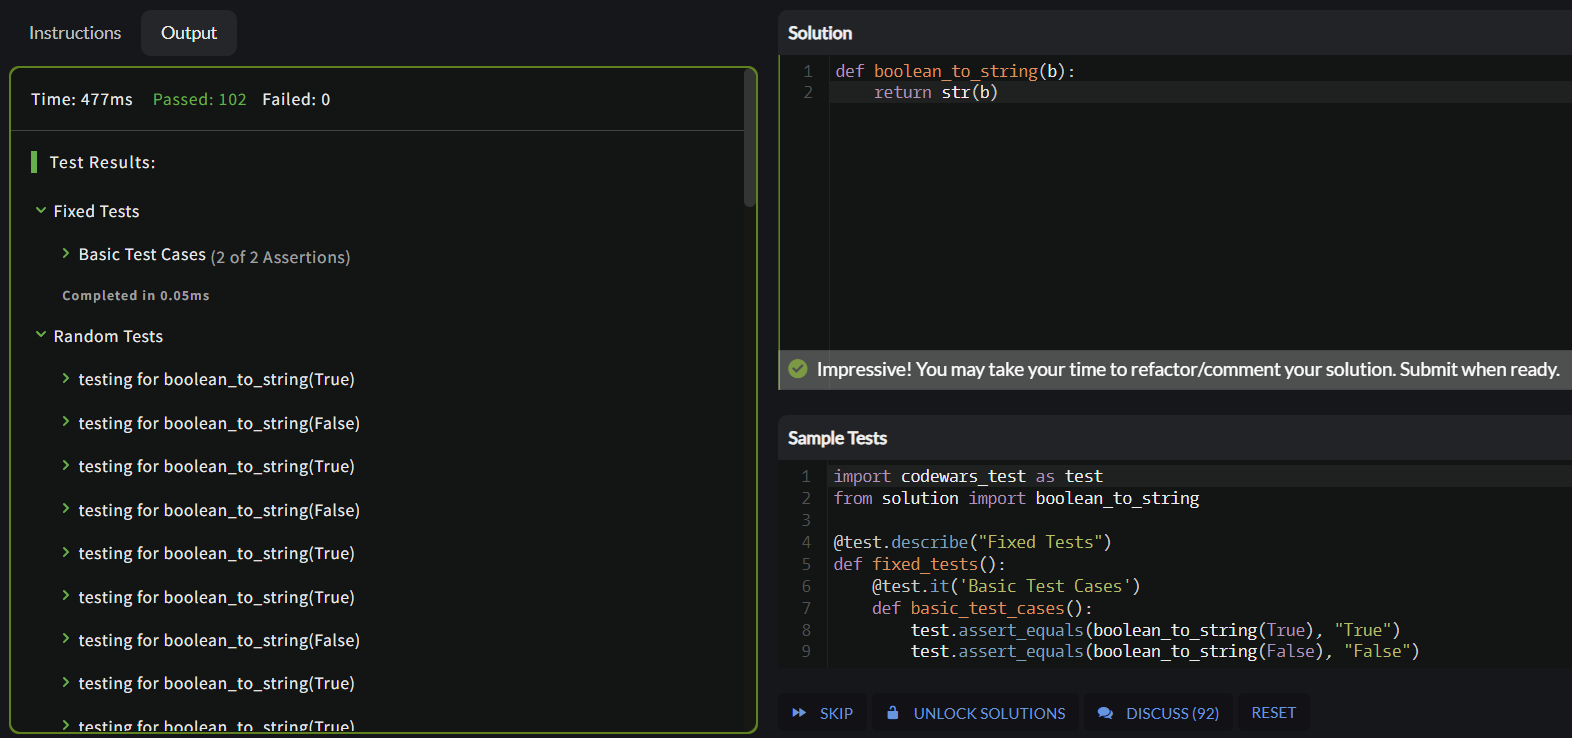 Instructions
Output
Time: 477ms Passed: 102 Failed: 0
Test Results:
Fixed Tests
Basic Test Cases (2 of 2 Assertions)
Completed in 0.05ms
Random Tests
testing for boolean_to_string(True)
testing for boolean_to_string(False)
testing for boolean_to_string(True)
testing for boolean_to_string(False)
testing for boolean_to_string(True)
testing for boolean_to_string(True)
testing for boolean_to_string(False)
testing for boolean_to_string(True)
testing for boolean_to_string(True)
Solution
1 def boolean_to_string(b):
2     return str(b)
Impressive! You may take your time to refactor/comment your solution. Submit when ready.
Sample Tests
1 import codewars_test as test
2 from solution import boolean_to_string
3
4 @test.describe("Fixed Tests")
5 def fixed_tests():
6     @test.it('Basic Test Cases')
7     def basic_test_cases():
8         test.assert_equals(boolean_to_string(True), "True")
9         test.assert_equals(boolean_to_string(False), "False")
SKIP
UNLOCK SOLUTIONS
DISCUSS (92)
RESET